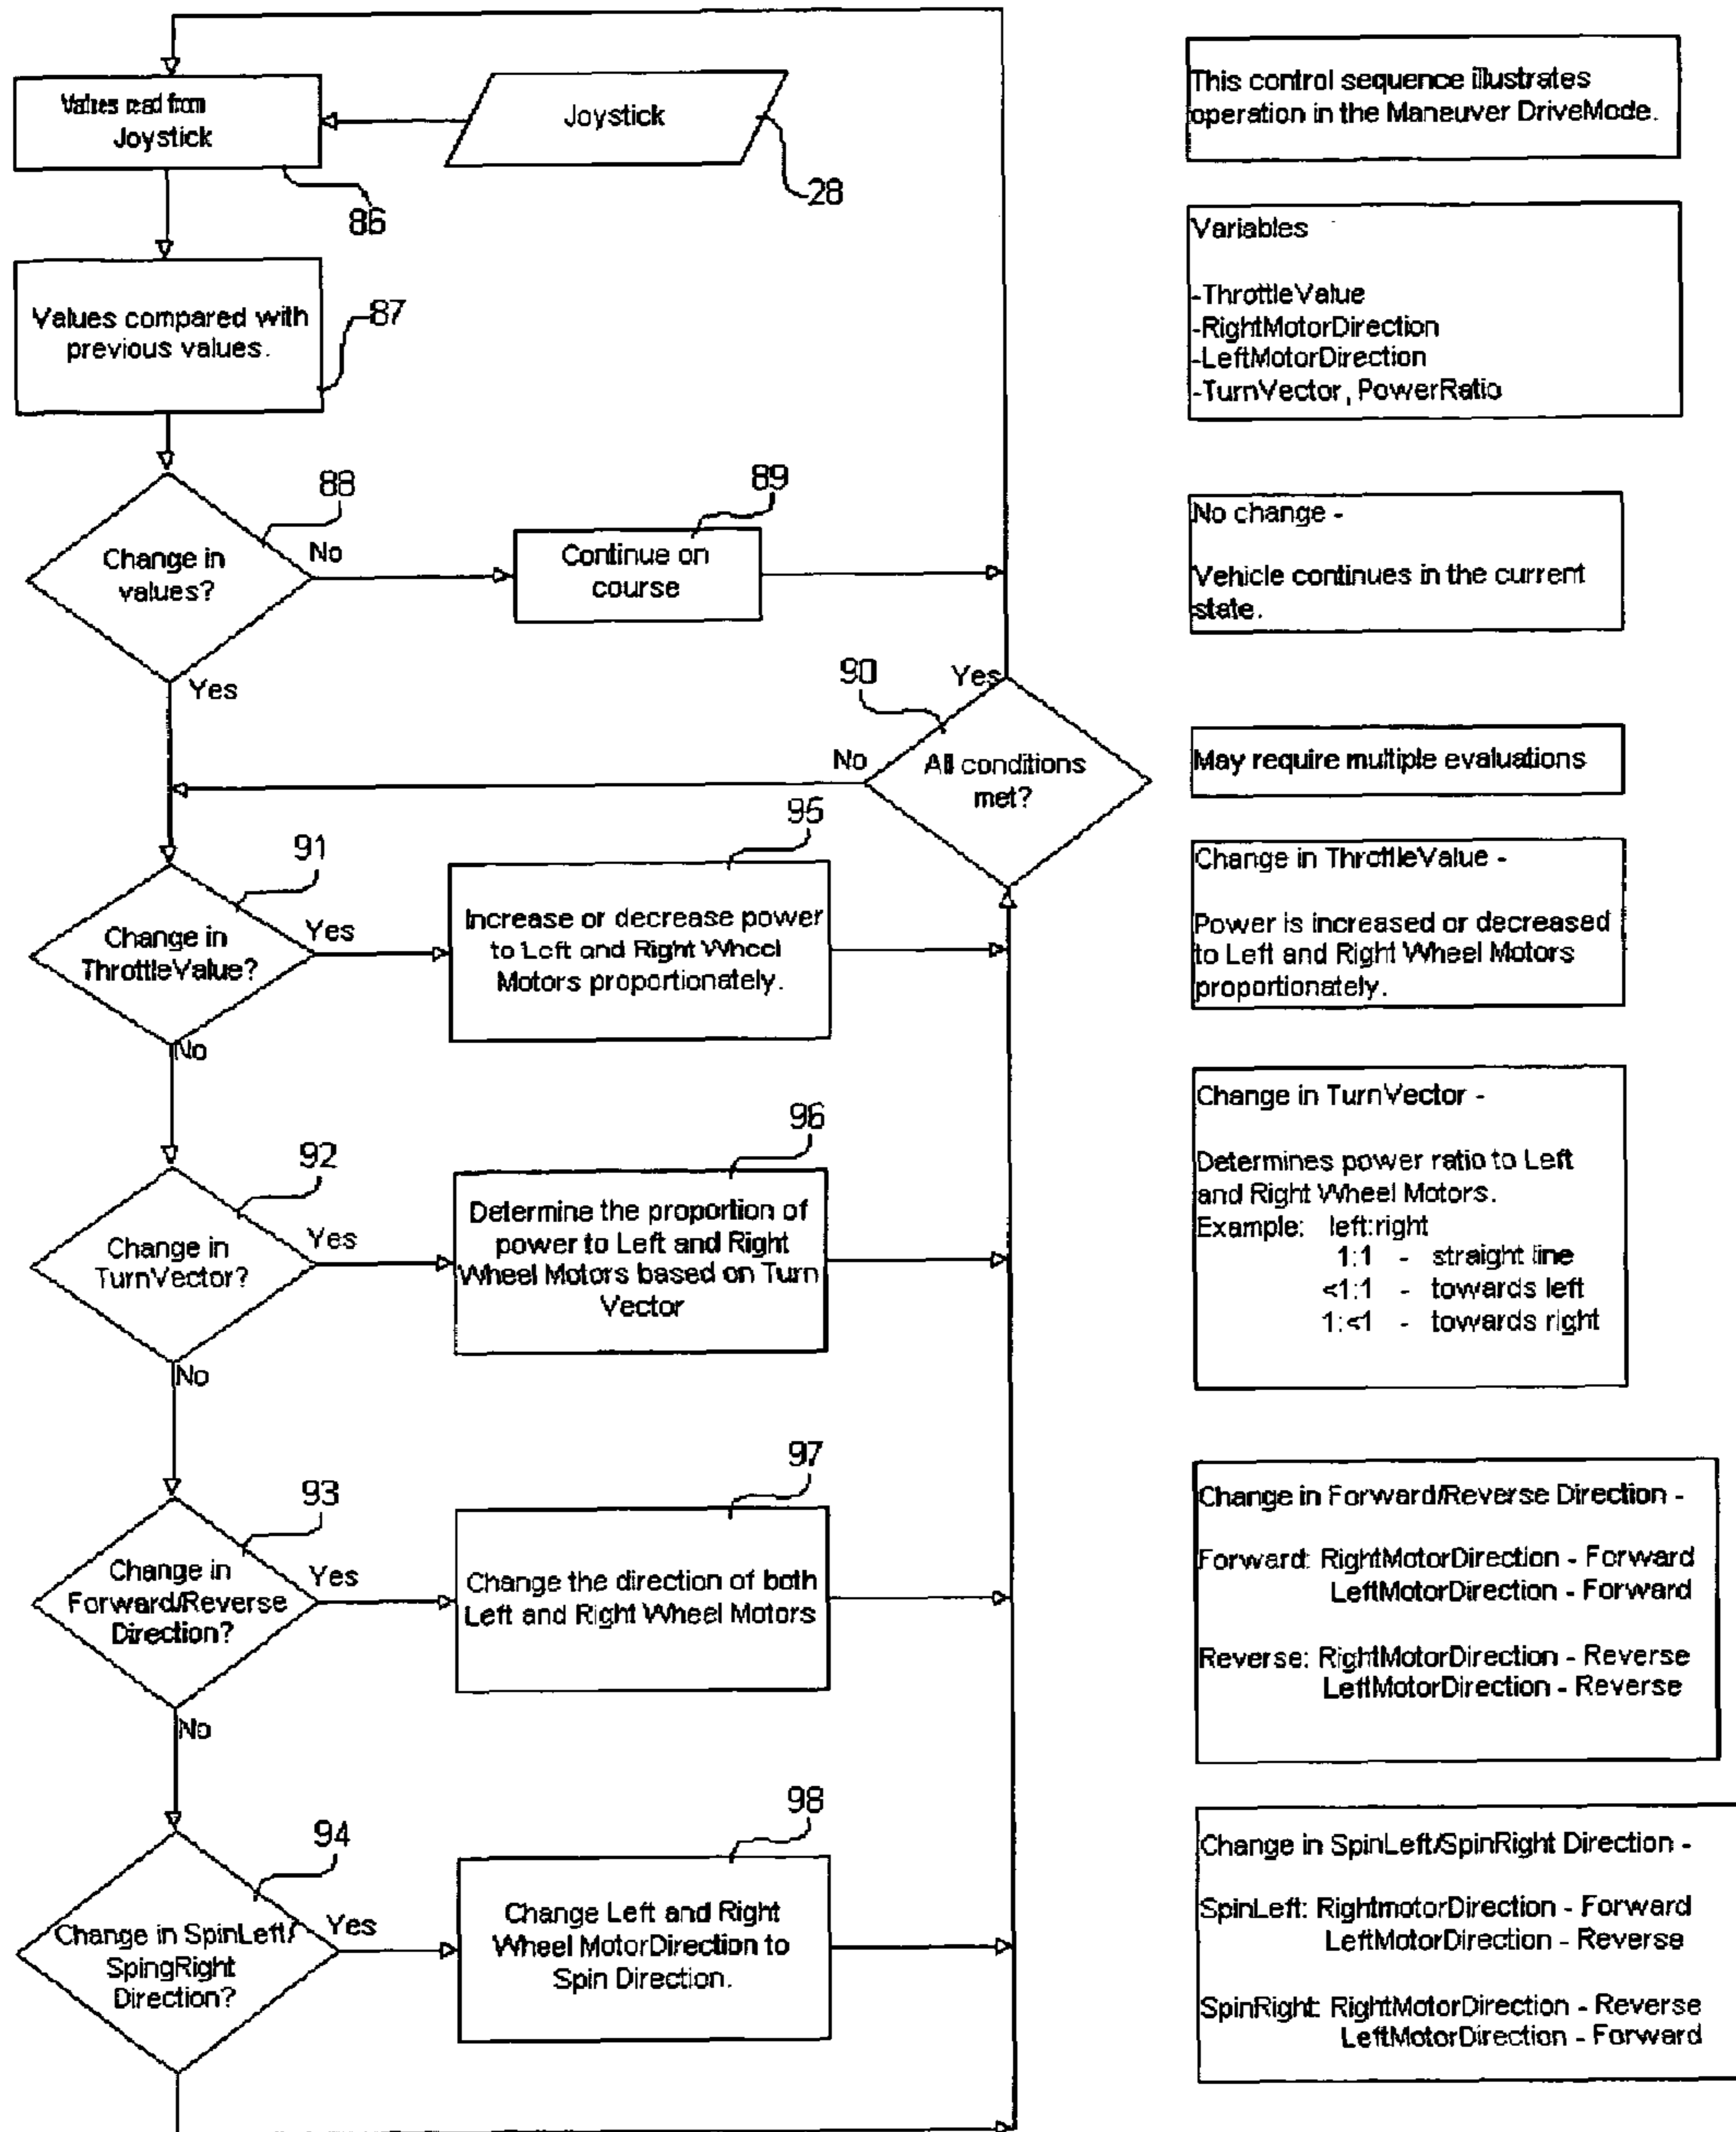 Values read from
Joystick
Joystick
28
86
Values compared with
previous values.
87
88
Change in
values?
No
Yes
89
Continue on
course
90
Yes
No
All conditions
met?
91
Change in
ThrottleValue?
Yes
No
95
Increase or decrease power
to Left and Right Wheel
Motors proportionately.
92
Change in
TurnVector?
Yes
No
96
Determine the proportion of
power to Left and Right
Wheel Motors based on Turn
Vector
93
Change in
Forward/Reverse
Direction?
Yes
No
97
Change the direction of both
Left and Right Wheel Motors
94
Change in SpinLeft/
SpingRight
Direction?
Yes
98
Change Left and Right
Wheel MotorDirection to
Spin Direction.
This control sequence illustrates
operation in the Maneuver DriveMode.
Variables
-ThrottleValue
-RightMotorDirection
-LeftMotorDirection
-TurnVector, PowerRatio
No change -
Vehicle continues in the current
state.
May require multiple evaluations
Change in ThrottleValue -
Power is increased or decreased
to Left and Right Wheel Motors
proportionately.
Change in TurnVector -
Determines power ratio to Left
and Right Wheel Motors.
Example: left:right
1:1 - straight line
<1:1 - towards left
1:<1 - towards right
Change in Forward/Reverse Direction -
Forward: RightMotorDirection - Forward
LeftMotorDirection - Forward
Reverse: RightMotorDirection - Reverse
LeftMotorDirection - Reverse
Change in SpinLeft/SpinRight Direction -
SpinLeft: RightmotorDirection - Forward
LeftMotorDirection - Reverse
SpinRight: RightMotorDirection - Reverse
LeftMotorDirection - Forward